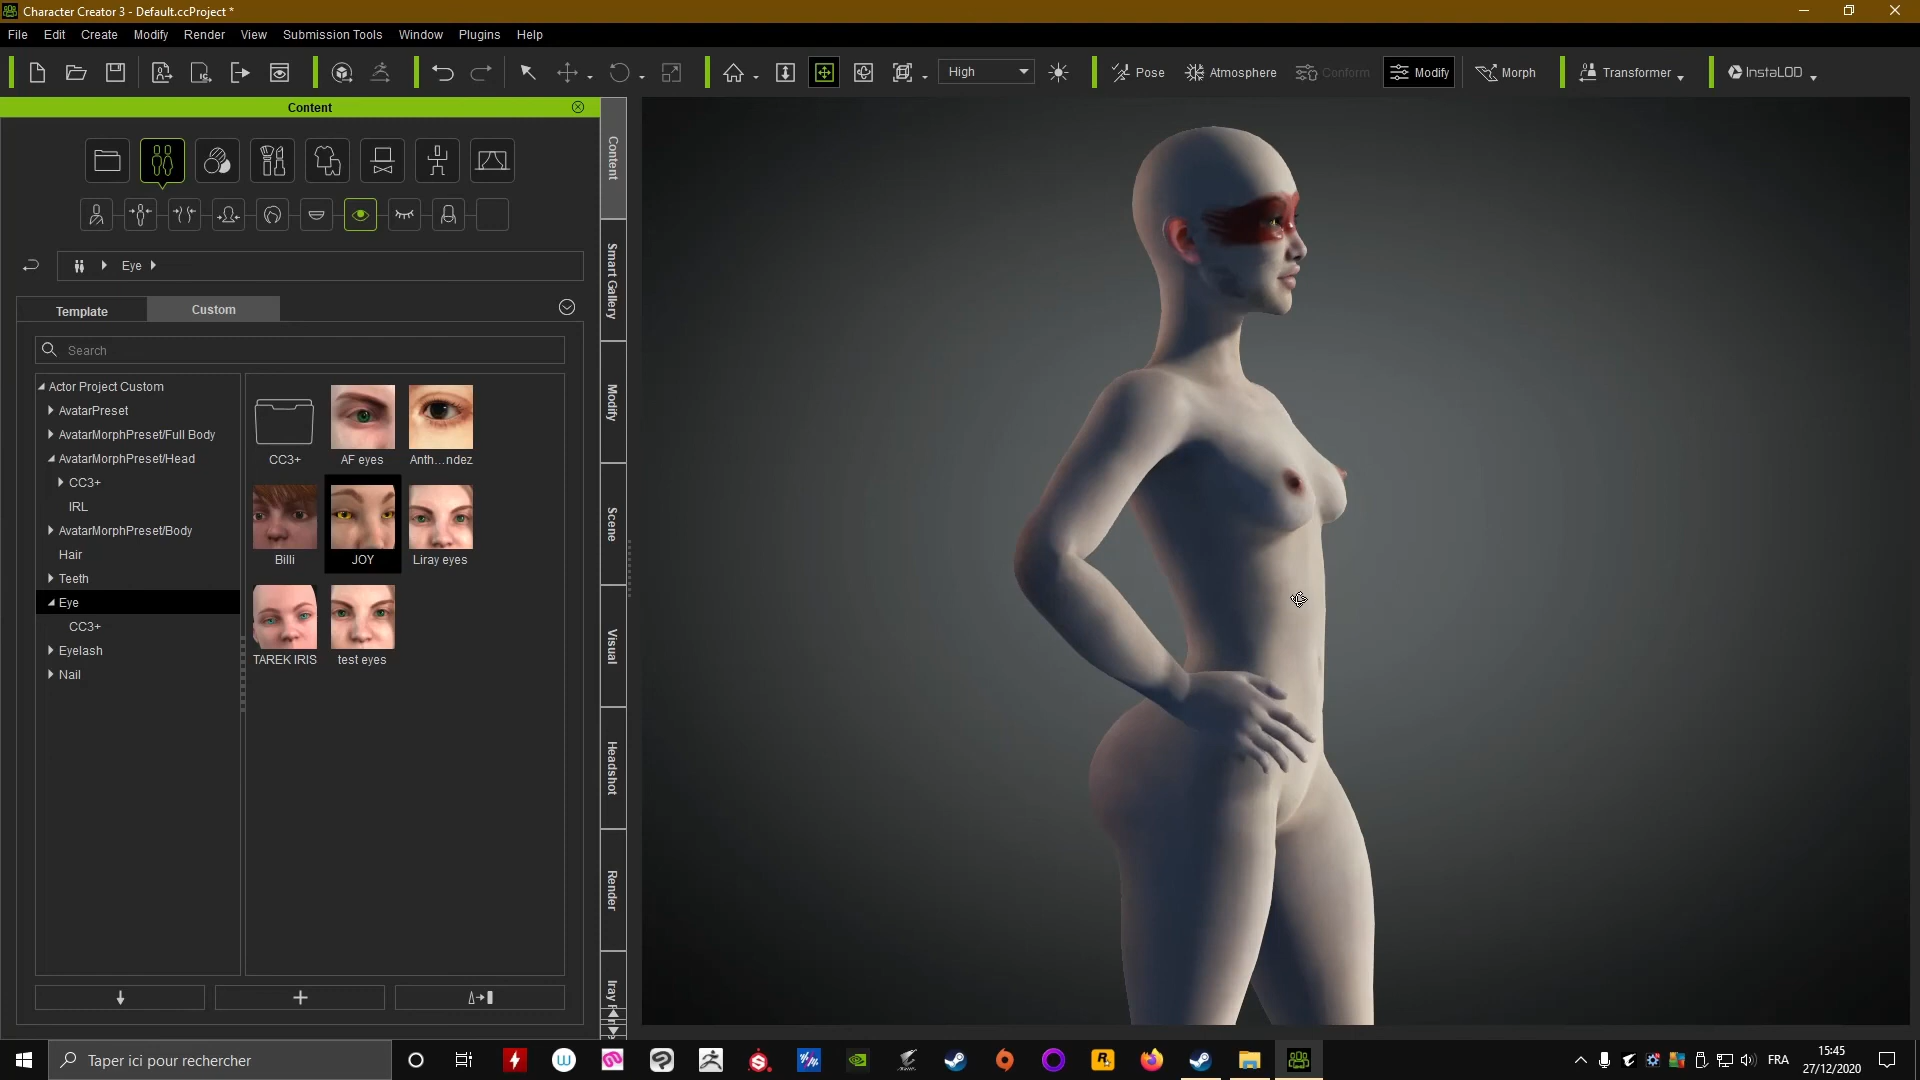 Character Creator 3 - Default.ccProject *
File Edit Create Modify Render View Submission Tools Window Plugins Help
High Pose Atmosphere Conform Modify Morph Transformer InstaLOD
Content
Eye
Template Custom
Search
Actor Project Custom
AvatarPreset
AvatarMorphPreset/Full Body
AvatarMorphPreset/Head
CC3+
IRL
AvatarMorphPreset/Body
Hair
Teeth
Eye
CC3+
Eyelash
Nail
CC3+ AF eyes Anth...ndez
Billi JOY Liray eyes
TAREK IRIS test eyes
Content
Smart Gallery
Modify
Scene
Visual
Headshot
Render
Iray
Taper ici pour rechercher
FRA
15:45
27/12/2020